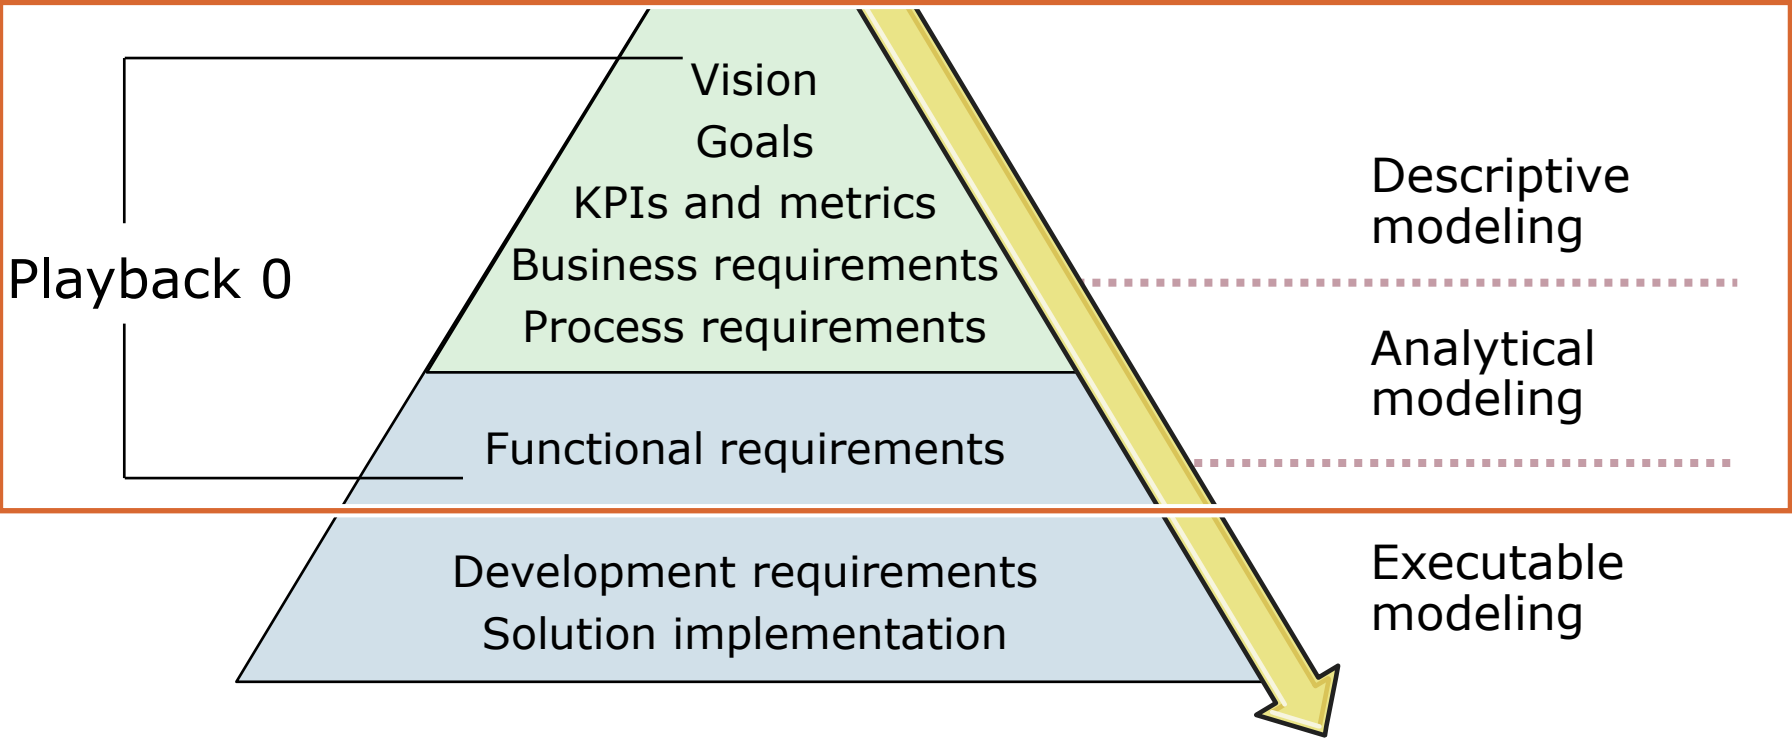 Vision
Goals
KPIs and metrics
Business requirements
Process requirements
Functional requirements
Development requirements
Solution implementation
Playback 0
Descriptive
modeling
Analytical
modeling
Executable
modeling